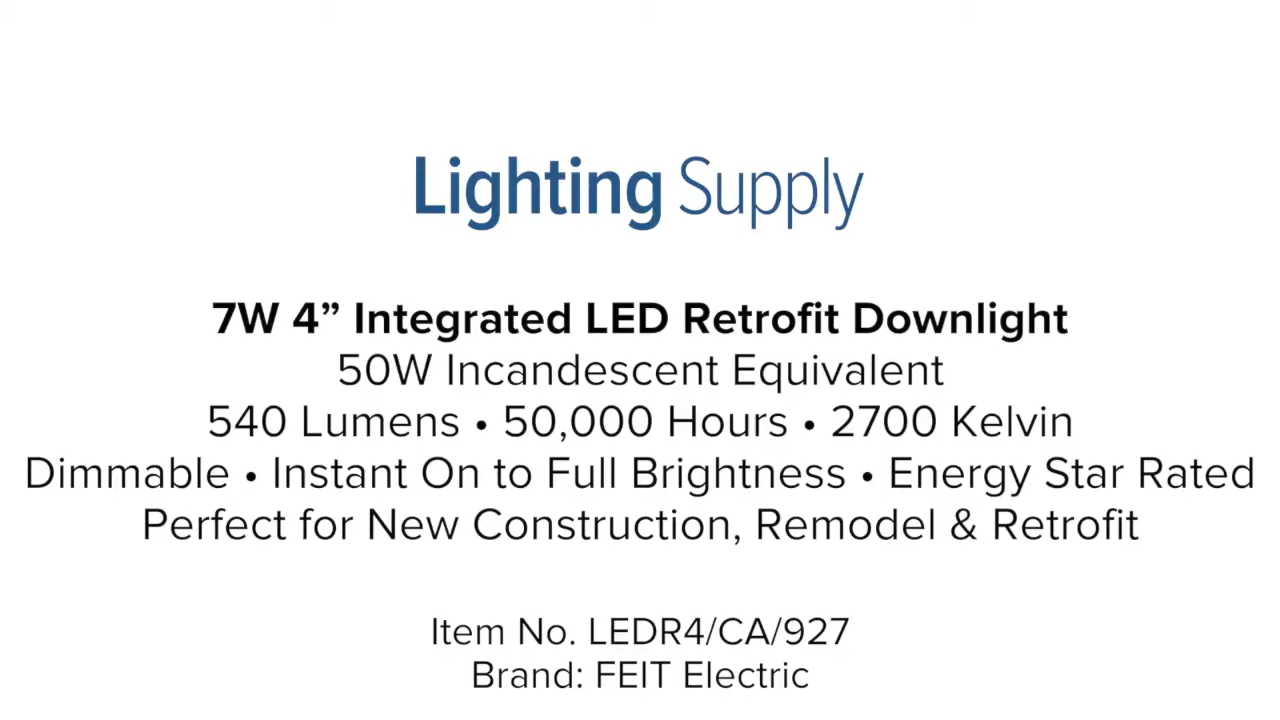 Lighting Supply
7W 4” Integrated LED Retrofit Downlight
50W Incandescent Equivalent
540 Lumens • 50,000 Hours • 2700 Kelvin
Dimmable • Instant On to Full Brightness • Energy Star Rated
Perfect for New Construction, Remodel & Retrofit
Item No. LEDR4/CA/927
Brand: FEIT Electric